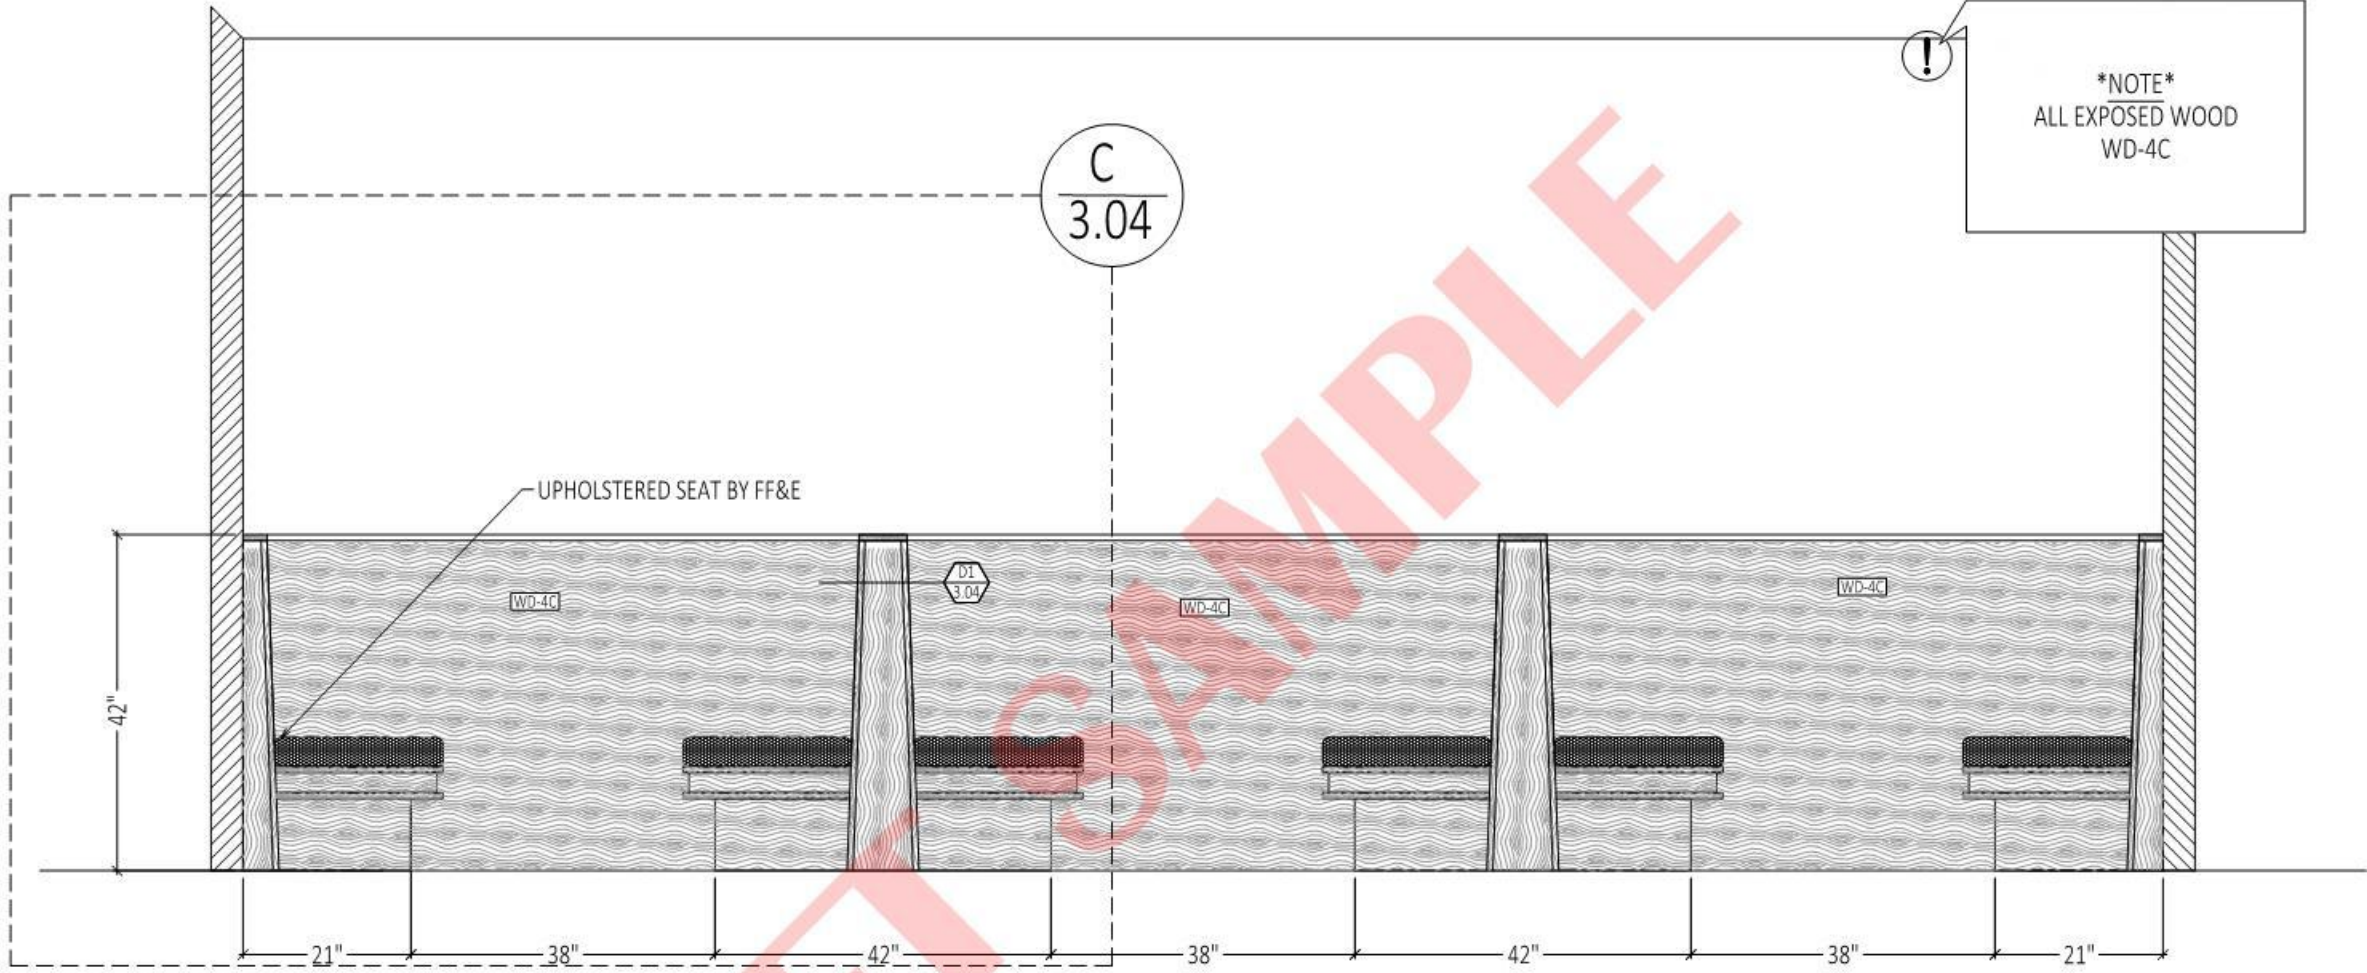 *NOTE*
ALL EXPOSED WOOD
WD-4C
C
3.04
UPHOLSTERED SEAT BY FF&E
D1
3.04
WD-4C
WD-4C
WD-4C
42"
21"
38"
42"
38"
42"
38"
21"
SAMPLE